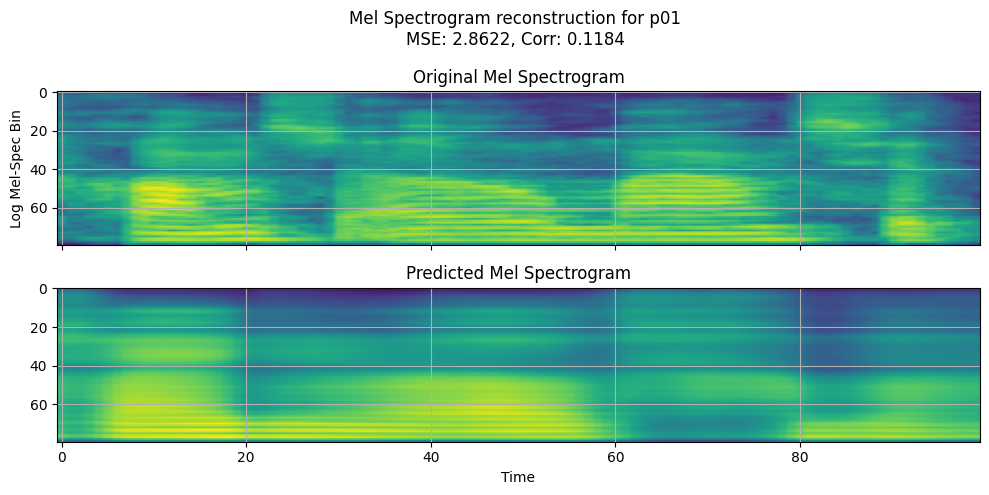 Mel Spectrogram reconstruction for p01
MSE: 2.8622, Corr: 0.1184
Original Mel Spectrogram
0
20
40
60
Log Mel-Spec Bin
Predicted Mel Spectrogram
0
20
40
60
0 20 40 60 80
Time